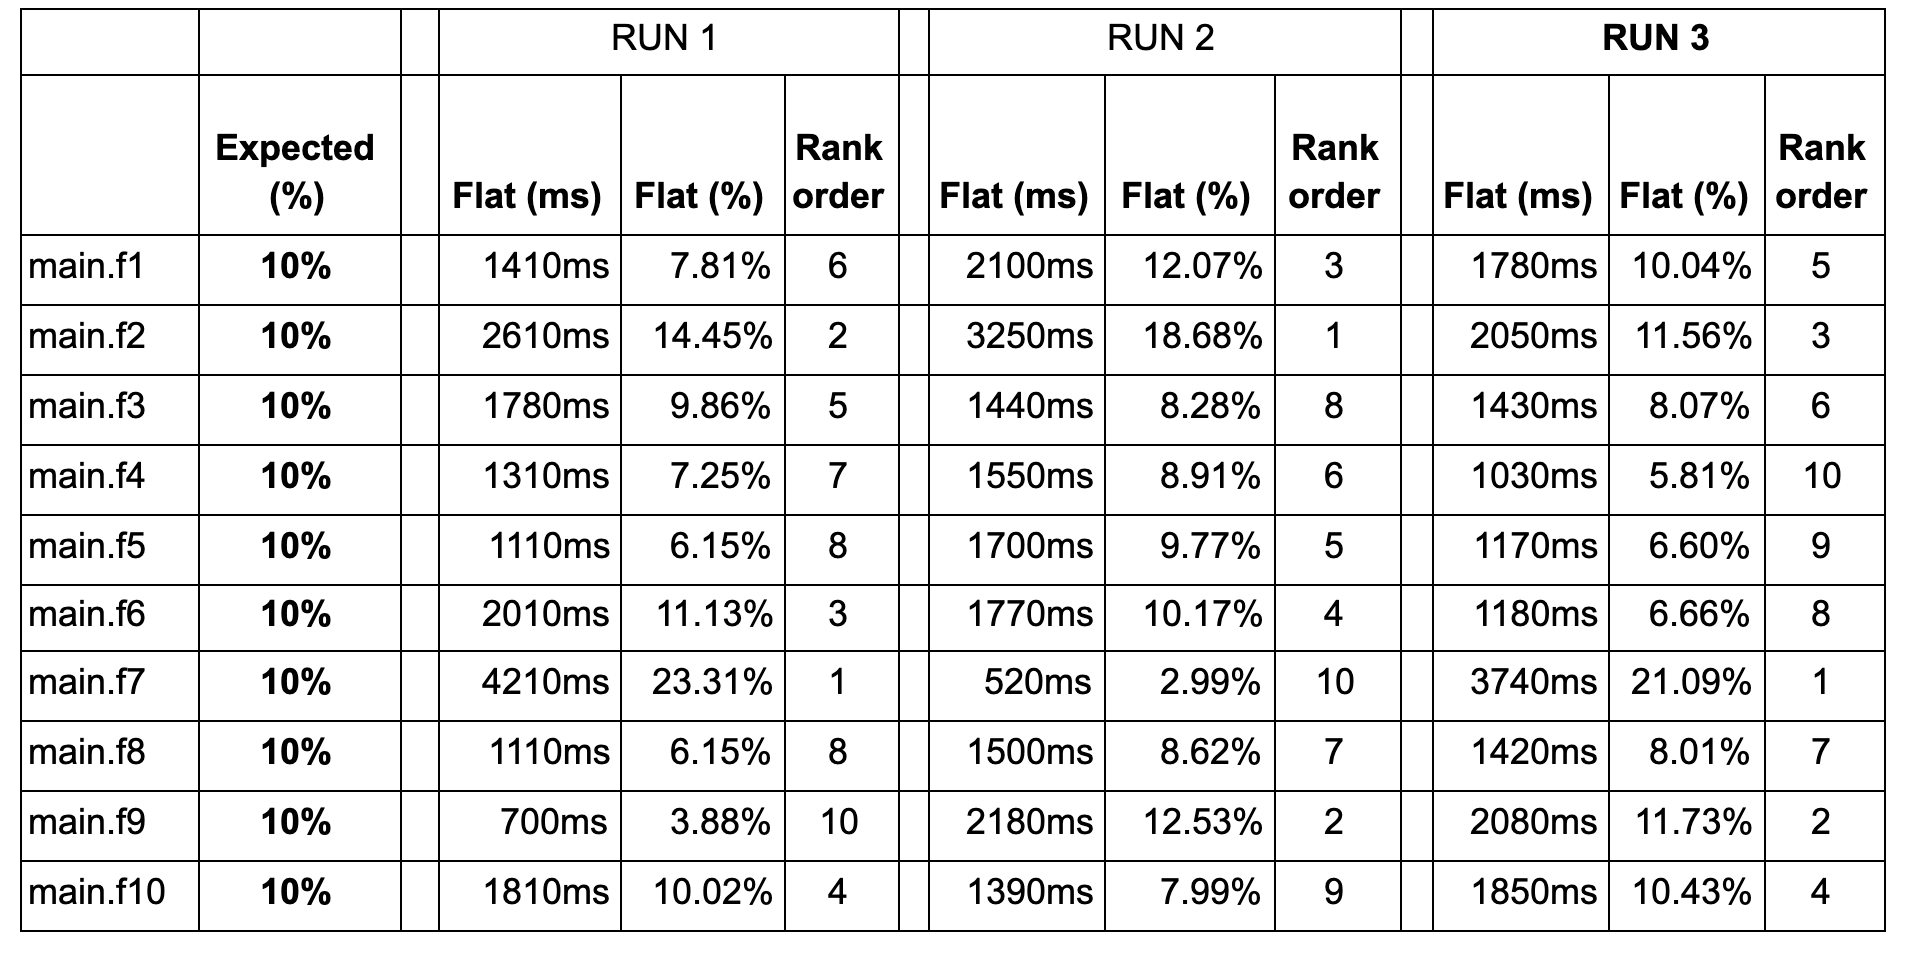 RUN 1 RUN 2 RUN 3
Expected (%) Flat (ms) Flat (%) Rank order Flat (ms) Flat (%) Rank order Flat (ms) Flat (%) Rank order
main.f1 10% 1410ms 7.81% 6 2100ms 12.07% 3 1780ms 10.04% 5
main.f2 10% 2610ms 14.45% 2 3250ms 18.68% 1 2050ms 11.56% 3
main.f3 10% 1780ms 9.86% 5 1440ms 8.28% 8 1430ms 8.07% 6
main.f4 10% 1310ms 7.25% 7 1550ms 8.91% 6 1030ms 5.81% 10
main.f5 10% 1110ms 6.15% 8 1700ms 9.77% 5 1170ms 6.60% 9
main.f6 10% 2010ms 11.13% 3 1770ms 10.17% 4 1180ms 6.66% 8
main.f7 10% 4210ms 23.31% 1 520ms 2.99% 10 3740ms 21.09% 1
main.f8 10% 1110ms 6.15% 8 1500ms 8.62% 7 1420ms 8.01% 7
main.f9 10% 700ms 3.88% 10 2180ms 12.53% 2 2080ms 11.73% 2
main.f10 10% 1810ms 10.02% 4 1390ms 7.99% 9 1850ms 10.43% 4